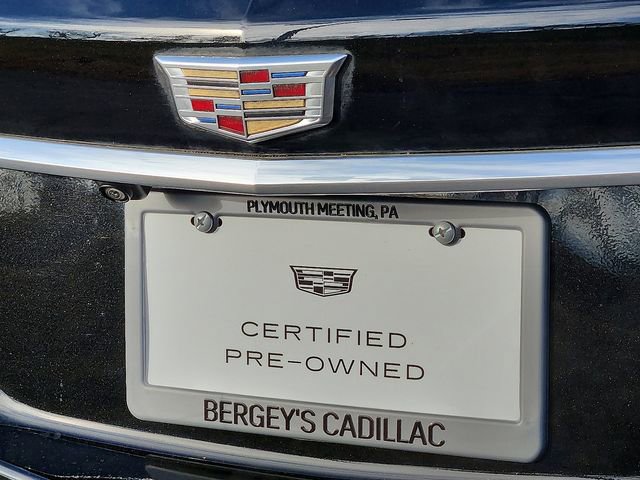 PLYMOUTH MEETING, PA
CERTIFIED
PRE-OWNED
BERGEY'S CADILLAC